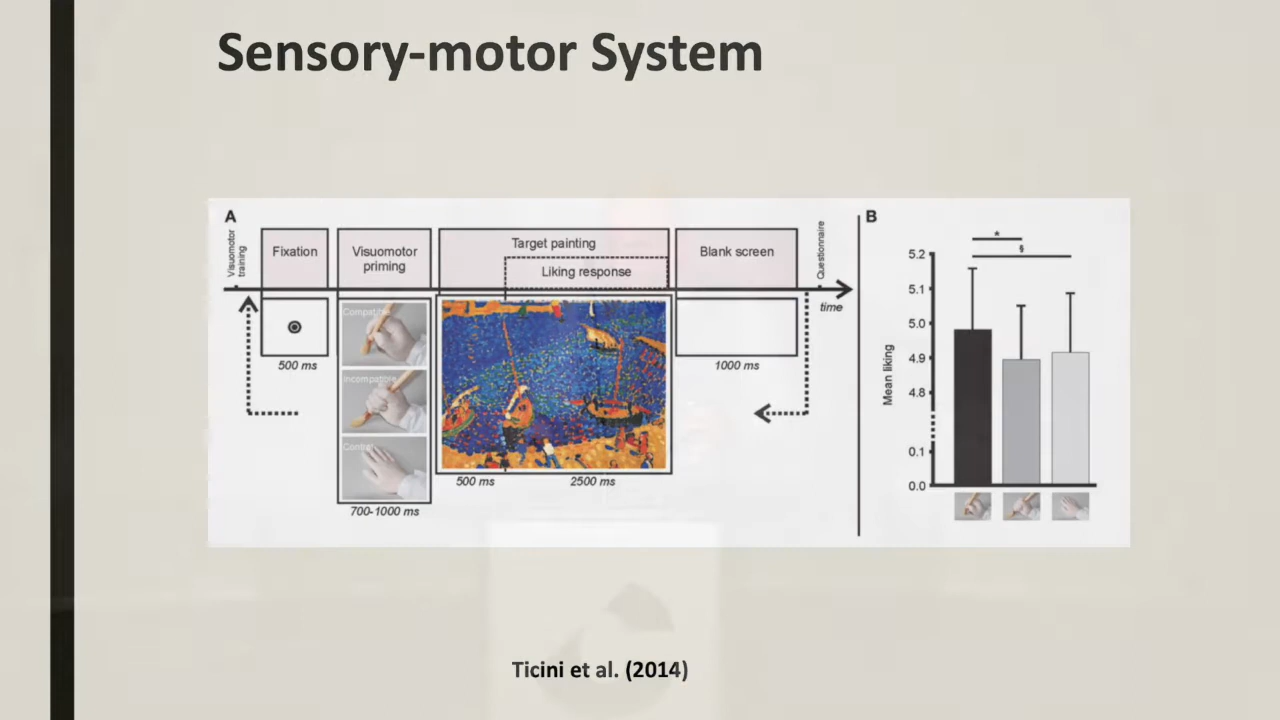 Sensory-motor System
A
Visuomotor
training
Fixation
Visuomotor
priming
Target painting
Liking response
Blank screen
Questionnaire
time
Compatible
Incompatible
Control
500 ms
700-1000 ms
500 ms
2500 ms
1000 ms
B
*
§
Mean liking
5.2
5.1
5.0
4.9
4.8
0.1
0.0
Ticini et al. (2014)